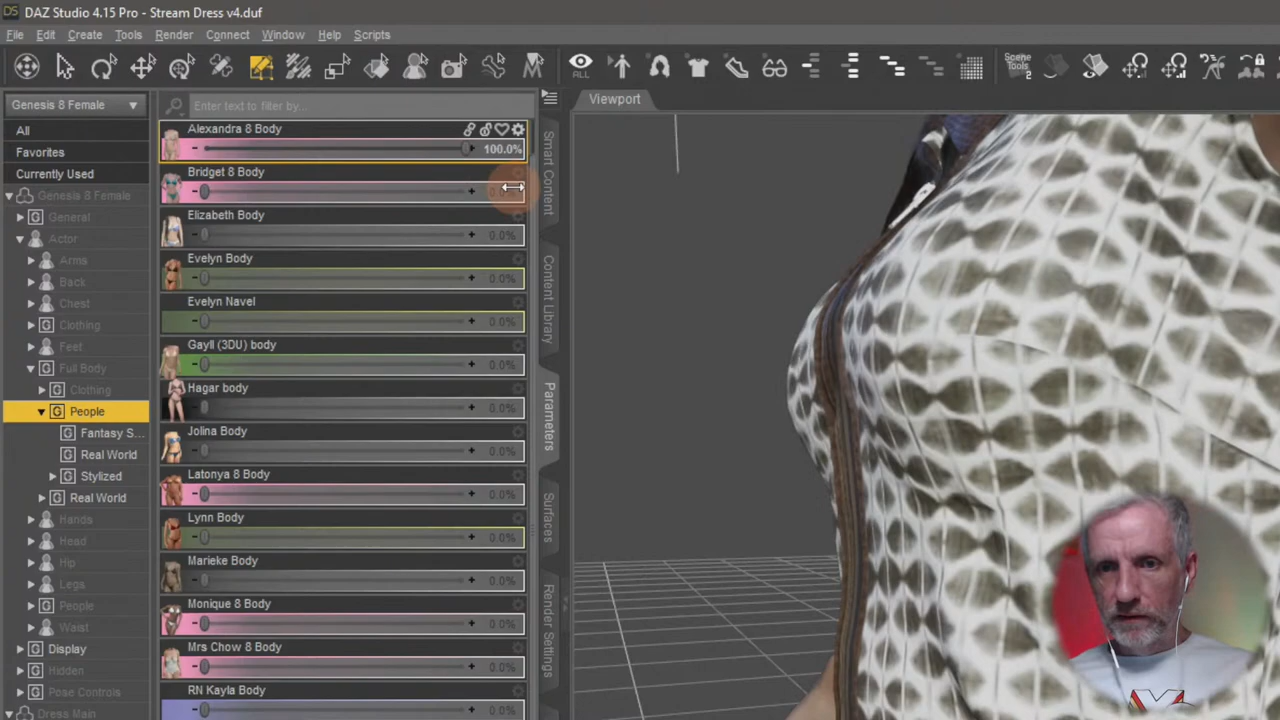 DAZ Studio 4.15 Pro - Stream Dress v4.duf
File Edit Create Tools Render Connect Window Help Scripts
ALL
Scene
Tools
2
Genesis 8 Female
Enter text to filter by...
Viewport
All
Favorites
Currently Used
Genesis 8 Female
General
Actor
Arms
Back
Chest
Clothing
Feet
Full Body
Clothing
People
Fantasy S...
Real World
Stylized
Real World
Hands
Head
Hip
Legs
People
Waist
Display
Hidden
Pose Controls
Dress Main
Alexandra 8 Body
100.0%
Bridget 8 Body
Elizabeth Body
0.0%
Evelyn Body
0.0%
Evelyn Navel
0.0%
Gayll (3DU) body
0.0%
Hagar body
0.0%
Jolina Body
0.0%
Latonya 8 Body
0.0%
Lynn Body
0.0%
Marieke Body
0.0%
Monique 8 Body
0.0%
Mrs Chow 8 Body
0.0%
RN Kayla Body
0.0%
Smart Content
Content Library
Parameters
Surfaces
Render Settings